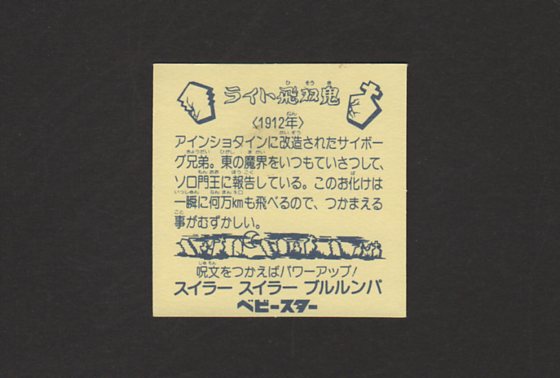 ライト飛双鬼
〈1912年〉
アインショタインに改造されたサイボー
グ兄弟。東の魔界をいつもていさつして、
ソロ門王に報告している。このお化けは
一瞬に何万kmも飛べるので、つかまえる
事がむずかしい。
呪文をつかえばパワーアップ!
スイラー スイラー ブルルンパ
ベビースター